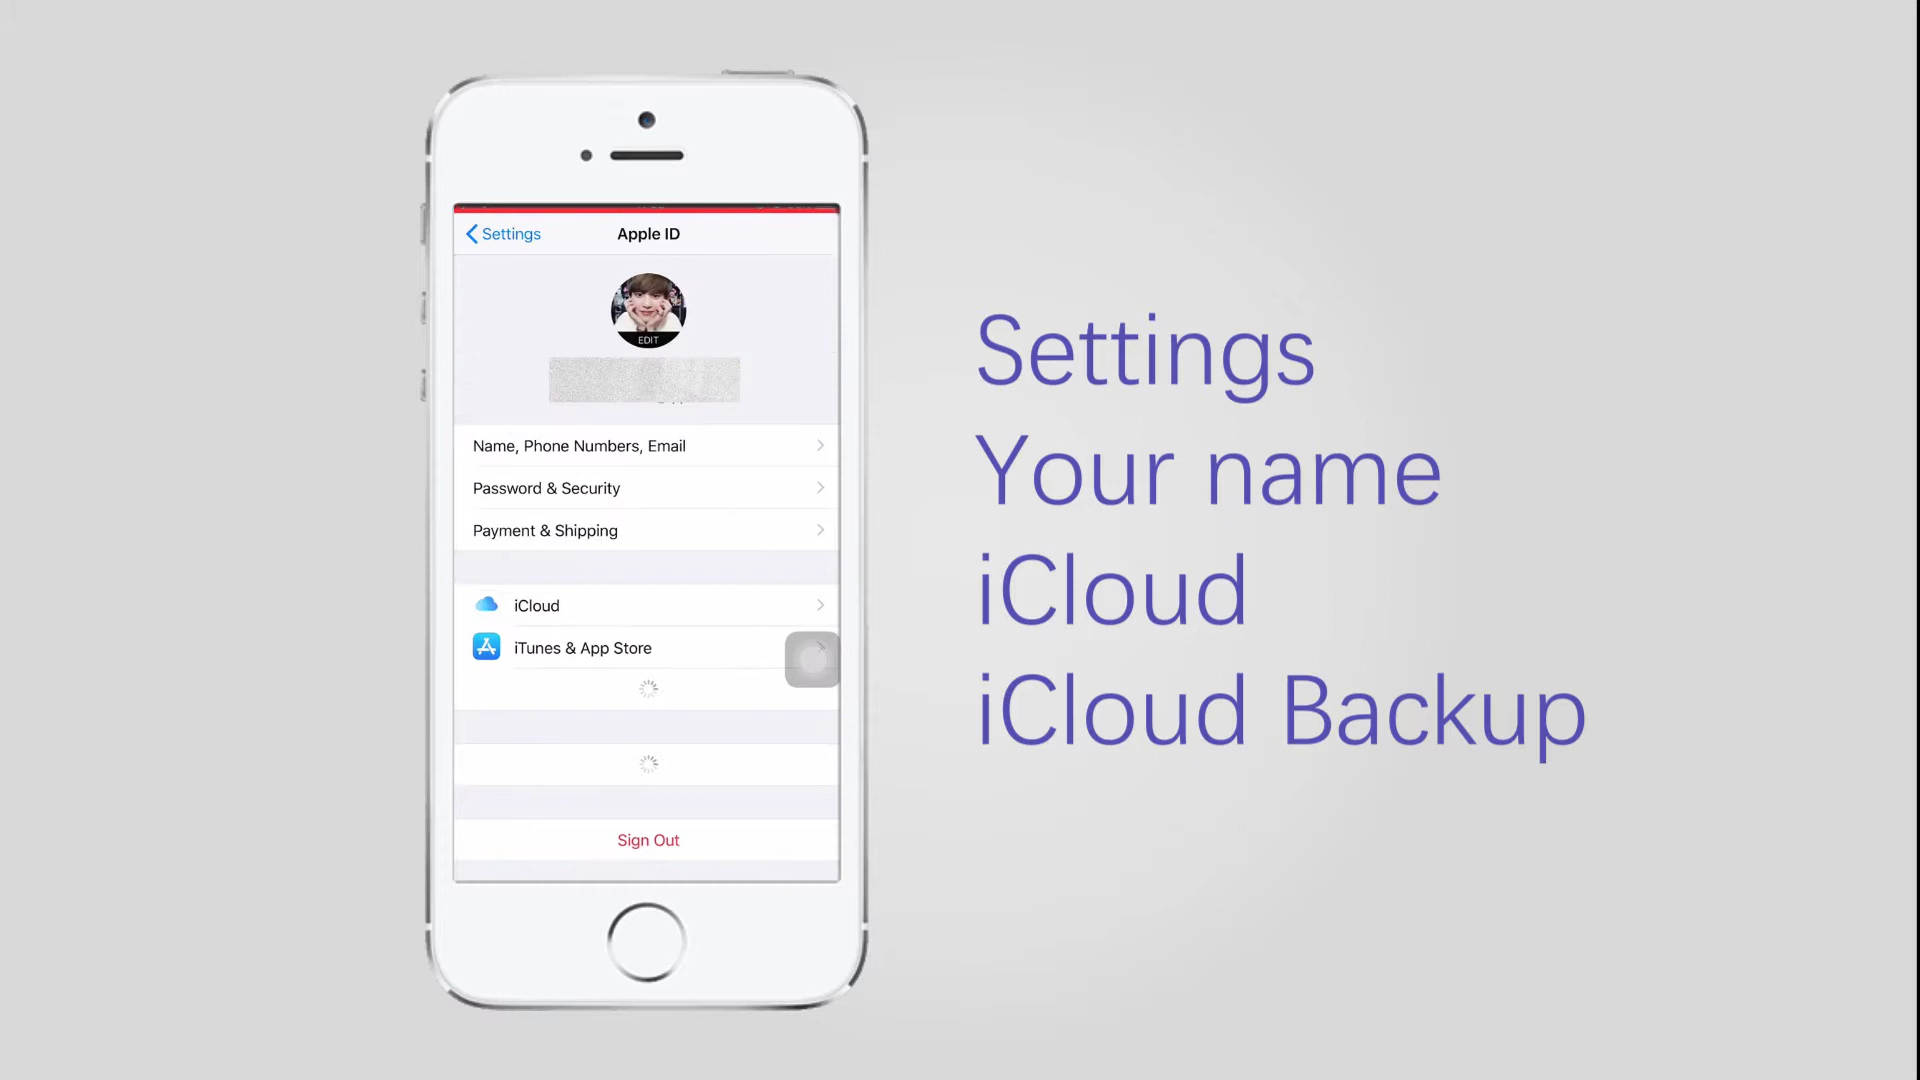 Settings
Apple ID
EDIT
Name, Phone Numbers, Email
Password & Security
Payment & Shipping
iCloud
iTunes & App Store
Sign Out
Settings
Your name
iCloud
iCloud Backup